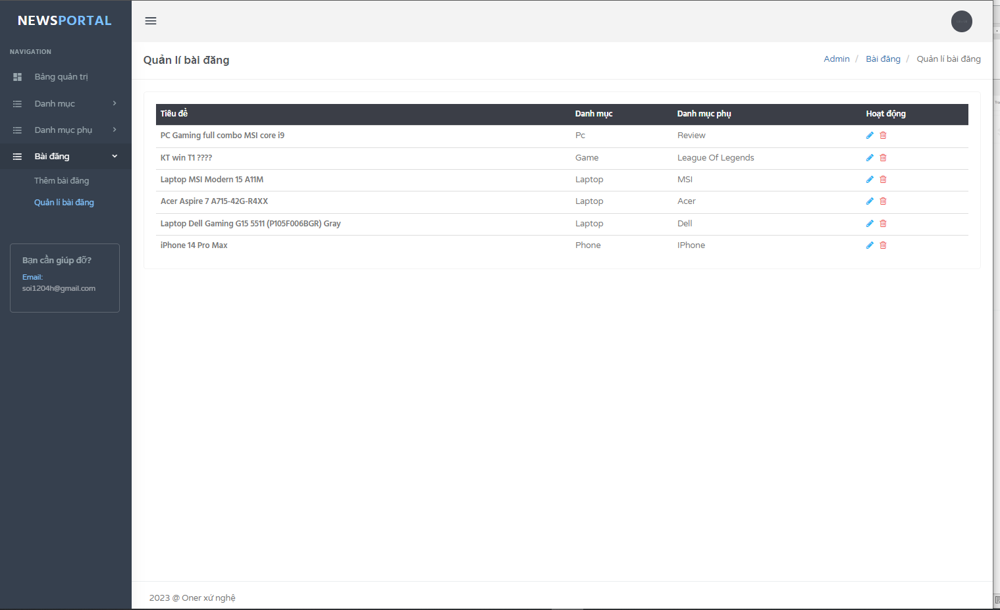 NEWSPORTAL
NAVIGATION
Bảng quản trị
Danh mục
Danh mục phụ
Bài đăng
Thêm bài đăng
Quản lí bài đăng
Bạn cần giúp đỡ?
Email:
soi1204h@gmail.com
Quản lí bài đăng
Admin / Bài đăng / Quản lí bài đăng
Tiêu đề Danh mục Danh mục phụ Hoạt động
PC Gaming full combo MSI core i9 Pc Review
KT win T1 ???? Game League Of Legends
Laptop MSI Modern 15 A11M Laptop MSI
Acer Aspire 7 A715-42G-R4XX Laptop Acer
Laptop Dell Gaming G15 5511 (P105F006BGR) Gray Laptop Dell
iPhone 14 Pro Max Phone IPhone
2023 @ Oner xứ nghệ